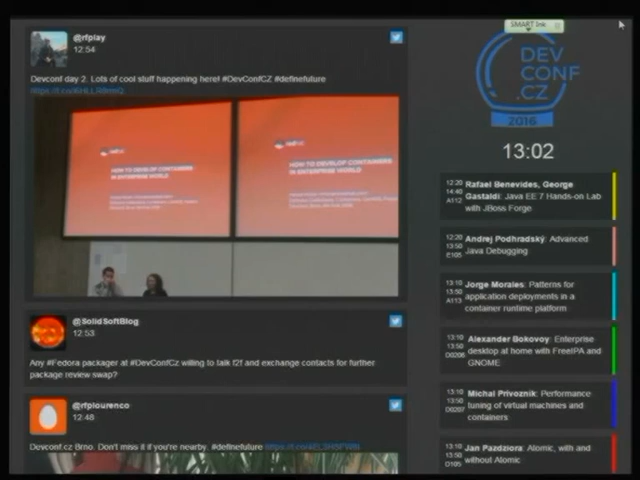 SMART Ink
@rfplay
12:54
Devconf day 2. Lots of cool stuff happening here! #DevConfCZ #definefuture
HOW TO DEVELOP CONTAINERS
IN ENTERPRISE WORLD
HOW TO DEVELOP CONTAINERS
IN ENTERPRISE WORLD
@SolidSoftBlog
12:53
Any #Fedora packager at #DevConfCz willing to talk f2f and exchange contacts for further
package review swap?
@rfplourenco
12:48
Devconf.cz Brno. Don't miss it if you're nearby. #definefuture
DEV
CONF
.CZ
2016
13:02
12:20
14:40
A112
Rafael Benevides, George
Gastaldi: Java EE 7 Hands-on Lab
with JBoss Forge
12:20
13:50
E105
Andrej Podhradský: Advanced
Java Debugging
13:10
13:50
A113
Jorge Morales: Patterns for
application deployments in a
container runtime platform
13:10
13:50
D0206
Alexander Bokovoy: Enterprise
desktop at home with FreeIPA and
GNOME
13:10
13:50
D0207
Michal Privoznik: Performance
tuning of virtual machines and
containers
13:10
13:50
D105
Jan Pazdziora: Atomic, with and
without Atomic